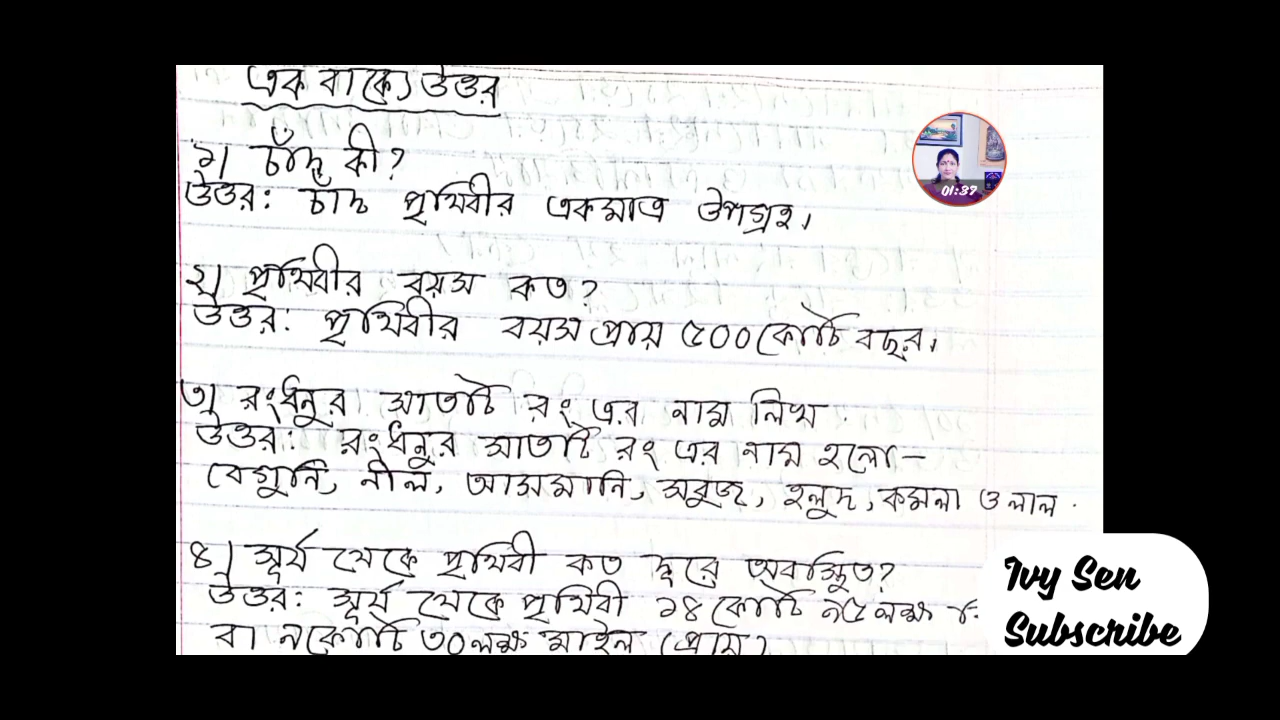 এক বাক্যে উত্তর
১) চাঁদ কী?
উত্তর: চাঁদ পৃথিবীর একমাত্র উপগ্রহ।
২) পৃথিবীর বয়স কত?
উত্তর: পৃথিবীর বয়স প্রায় ৫০০ কোটি বছর।
৩) রংধনুর সাতটি রং এর নাম লিখ.
উত্তর: রংধনুর সাতটি রং এর নাম হলো-
বেগুনি, নীল, আসমানি, সবুজ, হলুদ, কমলা ও লাল.
৪) সূর্য থেকে পৃথিবী কত দূরে অবস্থিত?
উত্তর: সূর্য থেকে পৃথিবী ১৪ কোটি ৯৫ লক্ষ
বা ৯ কোটি ৩০ লক্ষ মাইল (প্রায়)
01:37
Ivy Sen
Subscribe